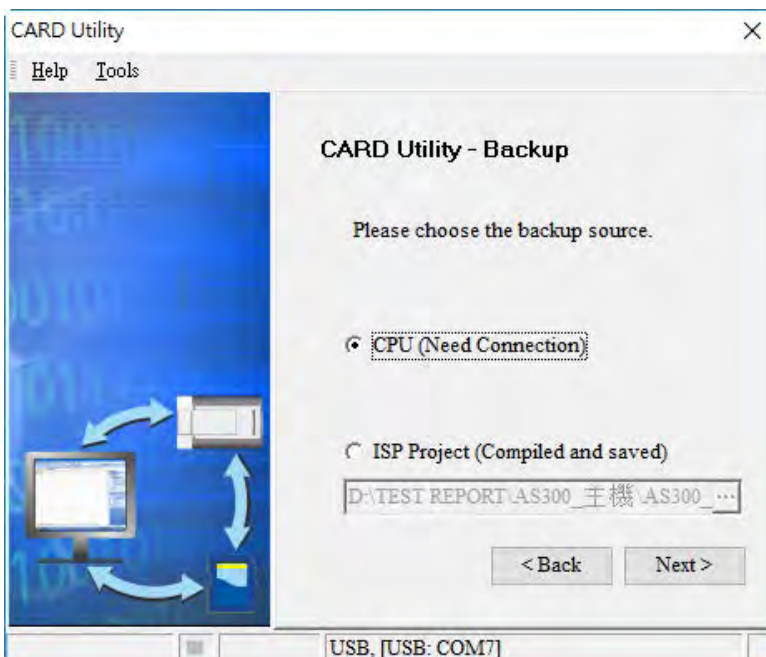 CARD Utility
Help Tools
CARD Utility - Backup
Please choose the backup source.
CPU (Need Connection)
ISP Project (Compiled and saved)
D:\TEST REPORT\AS300_主機\AS300_ ...
< Back Next >
USB, [USB: COM7]